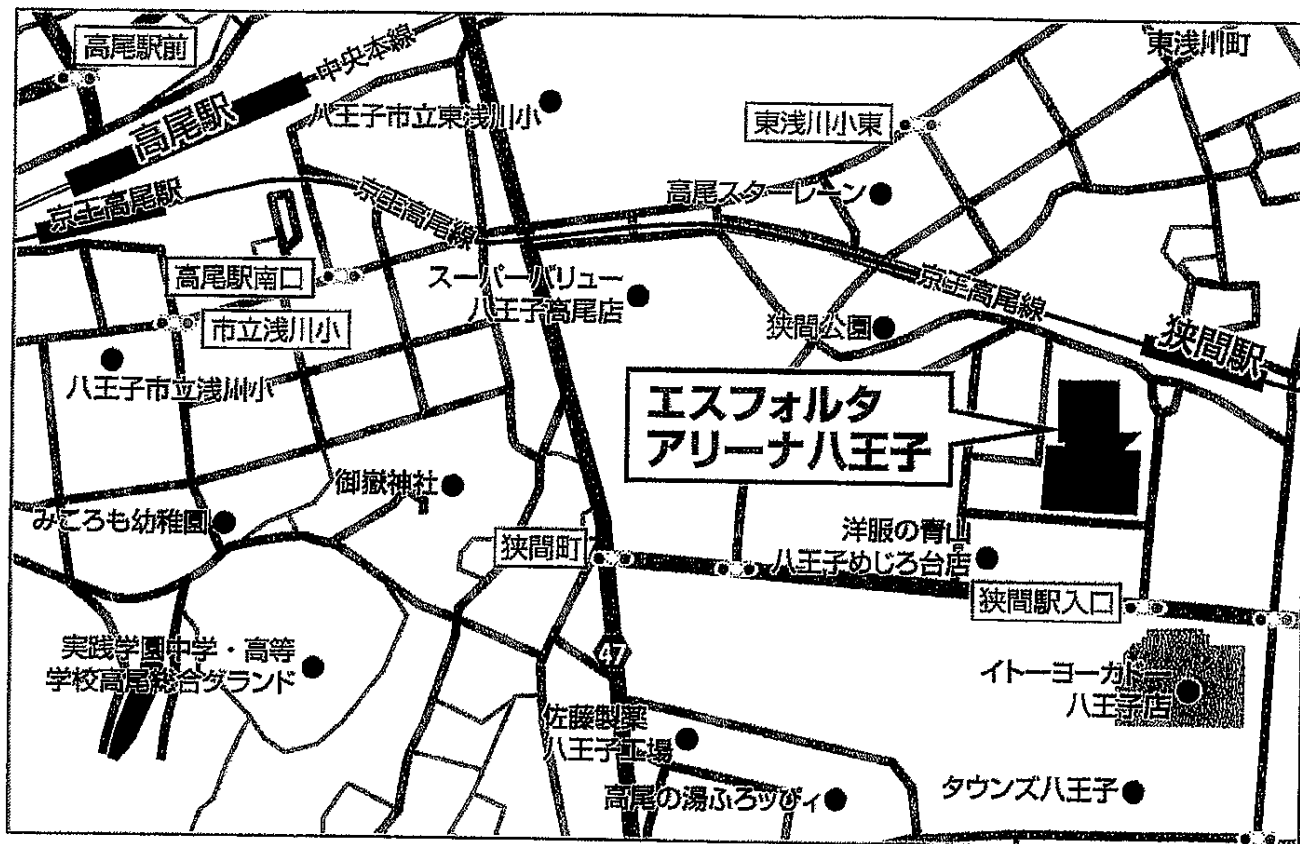 高尾駅前
中央本線
高尾駅
八王子市立東浅川小
東浅川町
東浅川小東
京王高尾駅
京王高尾線
高尾スターレーン
高尾駅南口
スーパーバリュー
八王子高尾店
京王高尾線
市立浅川小
狭間公園
狭間駅
八王子市立浅川小
エスフォルタ
アリーナ八王子
御嶽神社
みころも幼稚園
狭間町
洋服の青山
八王子めじろ台店
狭間駅入口
実践学園中学・高等
学校高尾総合グランド
47
イトーヨーカドー
八王子店
佐藤製薬
八王子工場
高尾の湯ふろッぴィ
タウンズ八王子